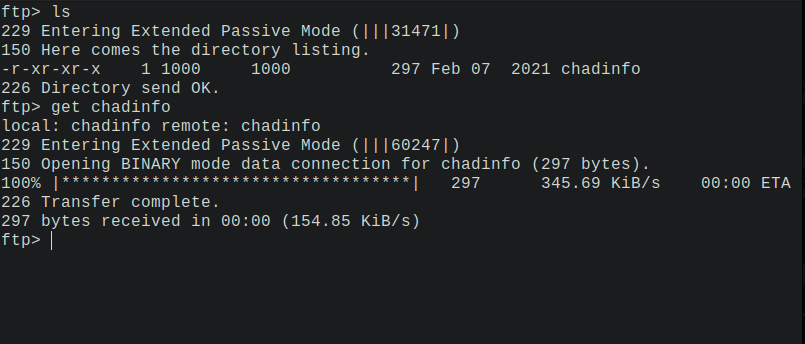 ftp> ls
229 Entering Extended Passive Mode (|||31471|)
150 Here comes the directory listing.
-r-xr-xr-x    1 1000     1000          297 Feb 07  2021 chadinfo
226 Directory send OK.
ftp> get chadinfo
local: chadinfo remote: chadinfo
229 Entering Extended Passive Mode (|||60247|)
150 Opening BINARY mode data connection for chadinfo (297 bytes).
100% |***********************************|   297      345.69 KiB/s    00:00 ETA
226 Transfer complete.
297 bytes received in 00:00 (154.85 KiB/s)
ftp>